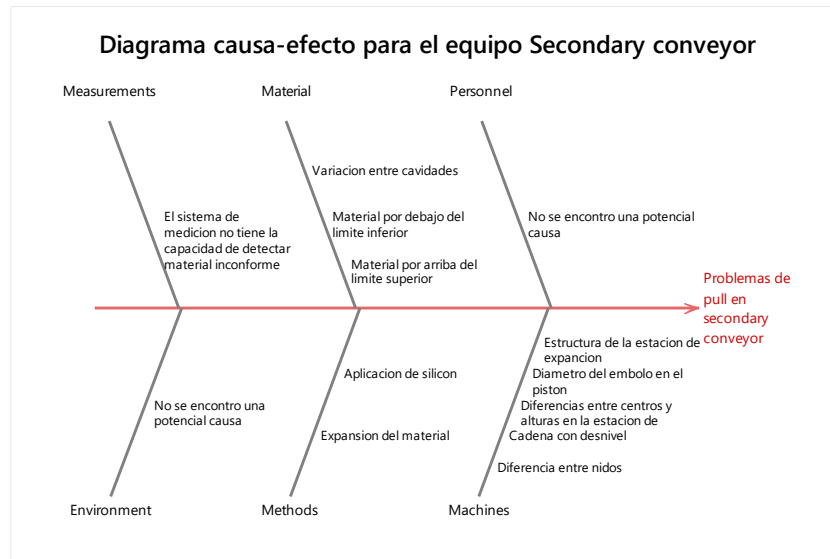 Diagrama causa-efecto para el equipo Secondary conveyor
Measurements
Material
Personnel
Variacion entre cavidades
El sistema de
medicion no tiene la
capacidad de detectar
material inconforme
Material por debajo del
limite inferior
Material por arriba del
limite superior
No se encontro una potencial
causa
Problemas de
pull en
secondary
conveyor
No se encontro una
potencial causa
Aplicacion de silicon
Expansion del material
Estructura de la estacion de
expancion
Diametro del embolo en el
piston
Diferencias entre centros y
alturas en la estacion de
Cadena con desnivel
Diferencia entre nidos
Environment
Methods
Machines